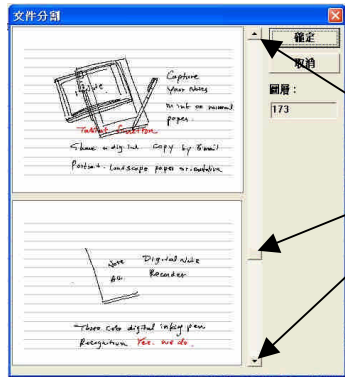 文件分割
確定
取消
圖層：
173
Capture
Your Notes
in ink on normal
paper.
Tablet Function
Share a digital copy by Email
Portrait, Landscape paper orientation
Note
A4.
Digital Note
Recorder
Three color digital inking pen
Recognition Yes. we do.